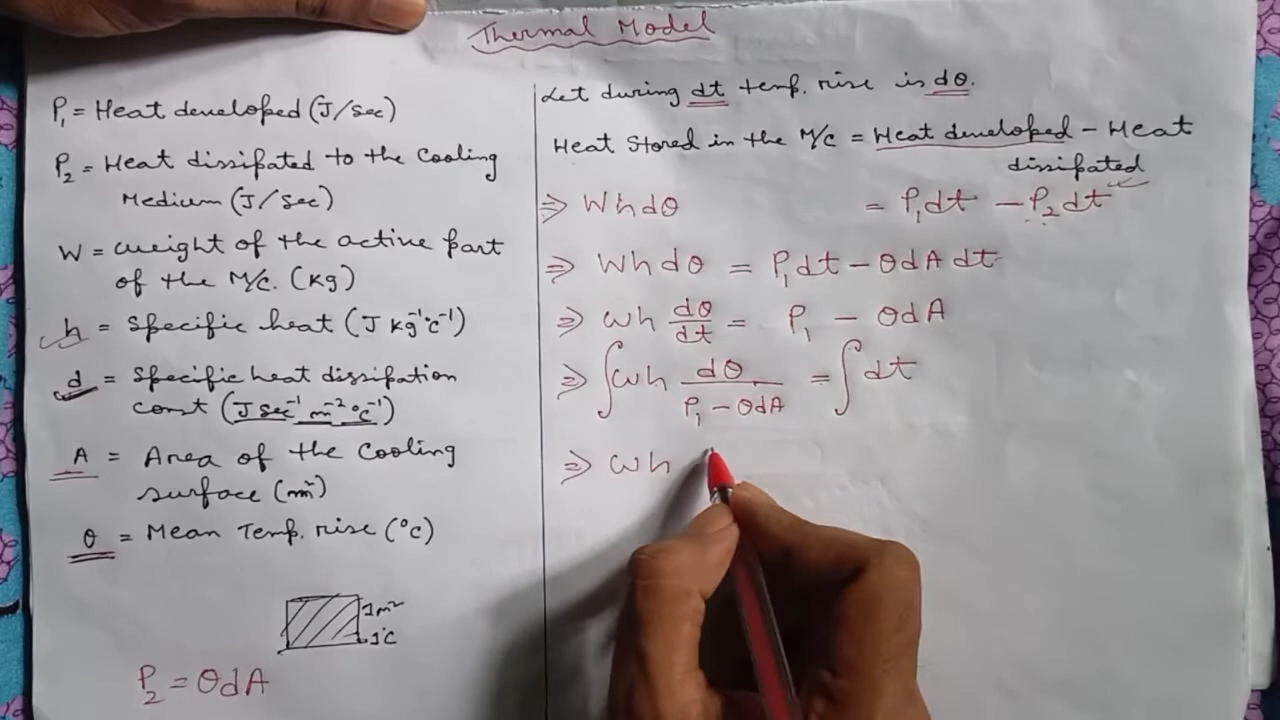 Thermal Model
P₁ = Heat developed (J/sec)
P₂ = Heat dissipated to the cooling
Medium (J/sec)
W = weight of the active part
of the M/c. (Kg)
h = Specific heat (J Kg⁻¹ °c⁻¹)
d = Specific heat dissipation
const (J sec⁻¹ m⁻² °c⁻¹)
A = Area of the cooling
surface (m²)
θ = Mean Temp. rise (°c)
1m²
1°C
P₂ = θdA
Let during dt temp. rise is dθ.
Heat Stored in the M/c = Heat developed - Heat
dissipated
⇒ Whdθ = P₁dt - P₂dt
⇒ Whdθ = P₁dt - θdA dt
⇒ Wh dθ/dt = P₁ - θdA
⇒ ∫Wh dθ/(P₁ - θdA) = ∫dt
⇒ Wh